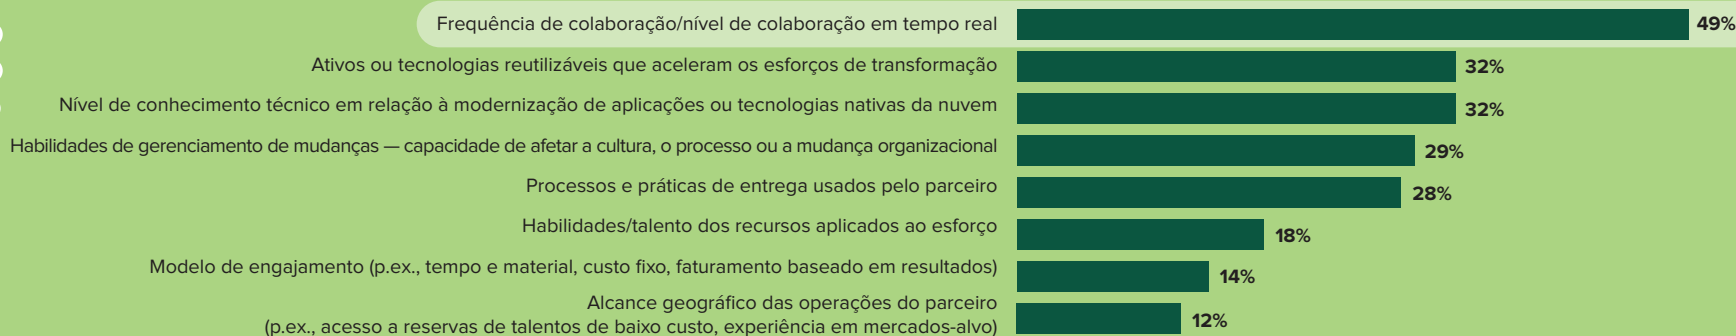 Frequência de colaboração/nível de colaboração em tempo real 49%
Ativos ou tecnologias reutilizáveis que aceleram os esforços de transformação 32%
Nível de conhecimento técnico em relação à modernização de aplicações ou tecnologias nativas da nuvem 32%
Habilidades de gerenciamento de mudanças — capacidade de afetar a cultura, o processo ou a mudança organizacional 29%
Processos e práticas de entrega usados pelo parceiro 28%
Habilidades/talento dos recursos aplicados ao esforço 18%
Modelo de engajamento (p.ex., tempo e material, custo fixo, faturamento baseado em resultados) 14%
Alcance geográfico das operações do parceiro
(p.ex., acesso a reservas de talentos de baixo custo, experiência em mercados-alvo) 12%